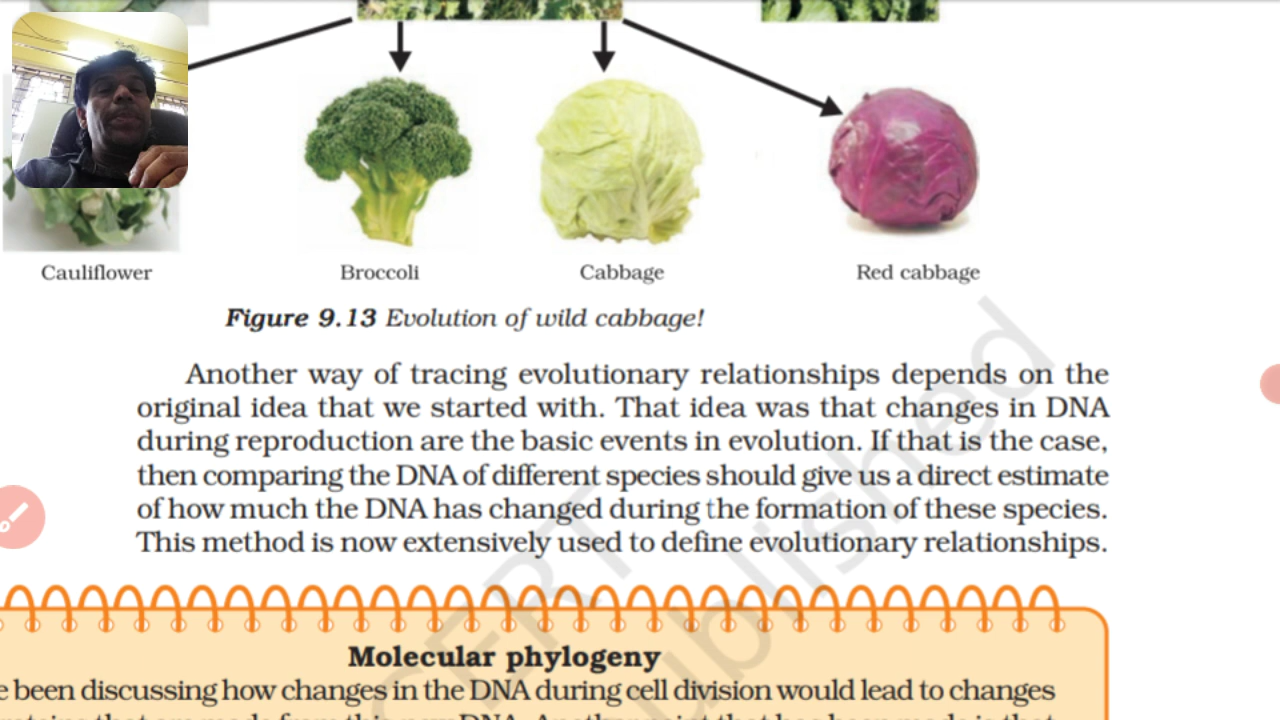 Cauliflower Broccoli Cabbage Red cabbage
Figure 9.13 Evolution of wild cabbage!
Another way of tracing evolutionary relationships depends on the
original idea that we started with. That idea was that changes in DNA
during reproduction are the basic events in evolution. If that is the case,
then comparing the DNA of different species should give us a direct estimate
of how much the DNA has changed during the formation of these species.
This method is now extensively used to define evolutionary relationships.
Molecular phylogeny
been discussing how changes in the DNA during cell division would lead to changes